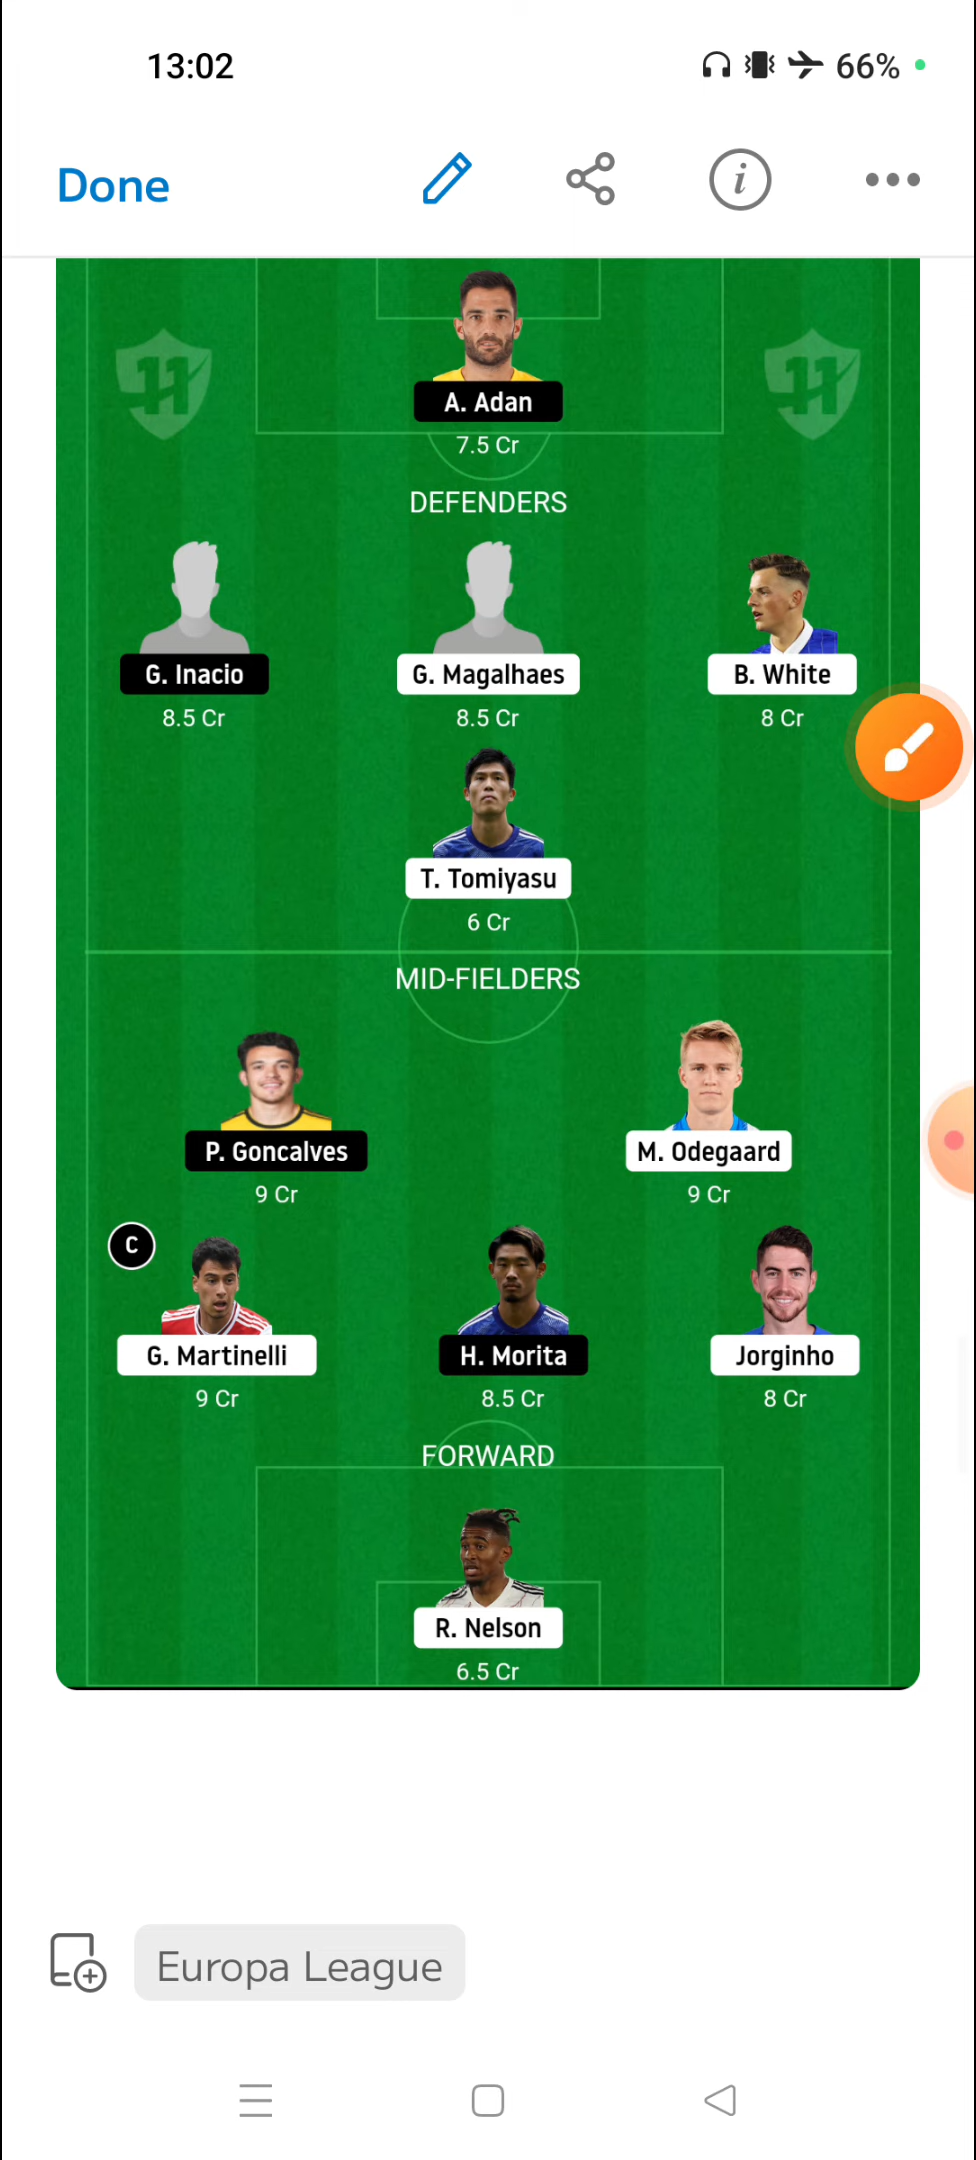 13:02
66%
Done
A. Adan
7.5 Cr
DEFENDERS
G. Inacio
G. Magalhaes
B. White
8.5 Cr
8.5 Cr
8 Cr
T. Tomiyasu
6 Cr
MID-FIELDERS
P. Goncalves
M. Odegaard
9 Cr
9 Cr
C
G. Martinelli
H. Morita
Jorginho
9 Cr
8.5 Cr
8 Cr
FORWARD
R. Nelson
6.5 Cr
Europa League